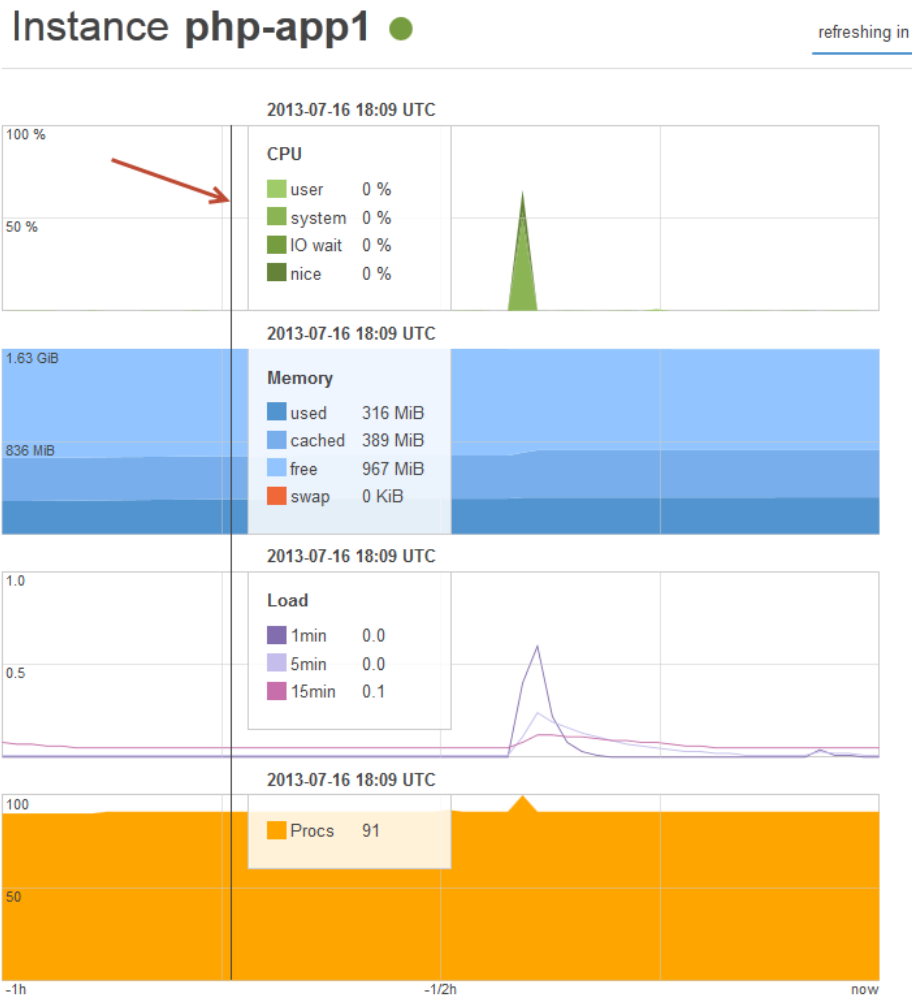 Instance php-app1
refreshing in
2013-07-16 18:09 UTC
100 %
CPU
user 0 %
system 0 %
50 %
IO wait 0 %
nice 0 %
2013-07-16 18:09 UTC
1.63 GiB
Memory
used 316 MiB
cached 389 MiB
836 MiB
free 967 MiB
swap 0 KiB
2013-07-16 18:09 UTC
1.0
Load
1min 0.0
5min 0.0
0.5
15min 0.1
2013-07-16 18:09 UTC
100
Procs 91
50
-1h -1/2h now